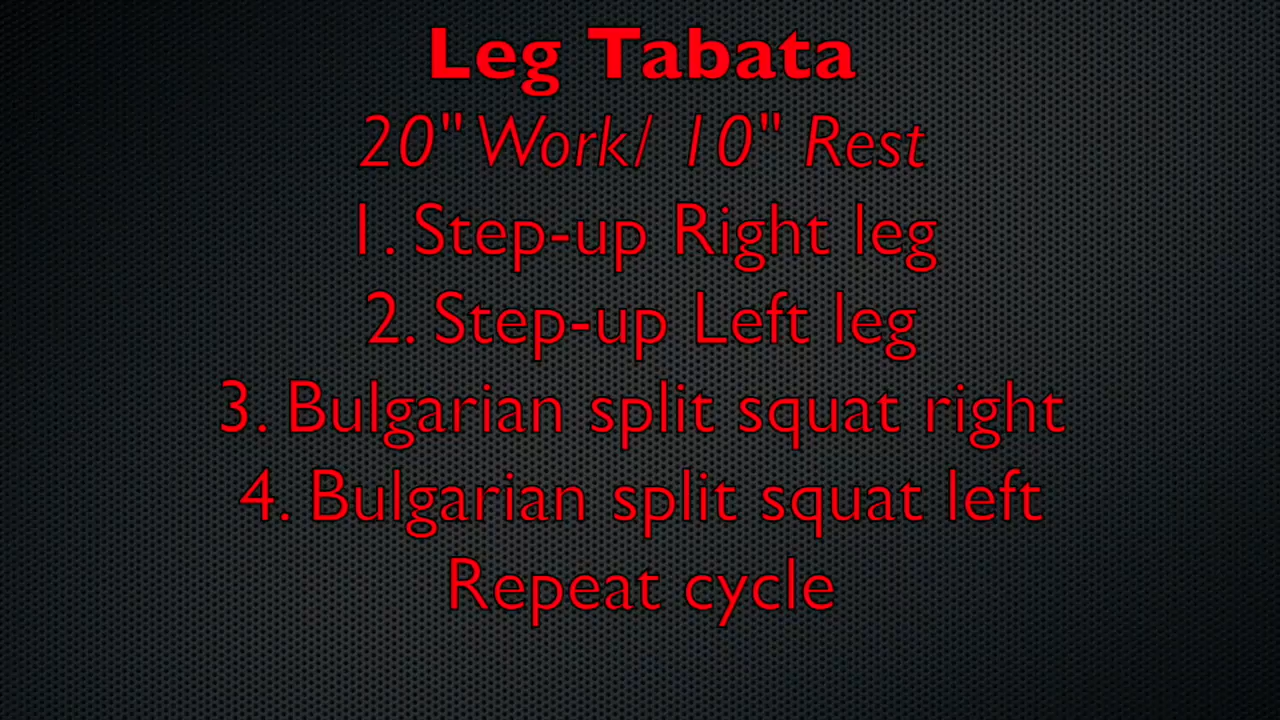 Leg Tabata
20" Work/ 10" Rest
1. Step-up Right leg
2. Step-up Left leg
3. Bulgarian split squat right
4. Bulgarian split squat left
Repeat cycle